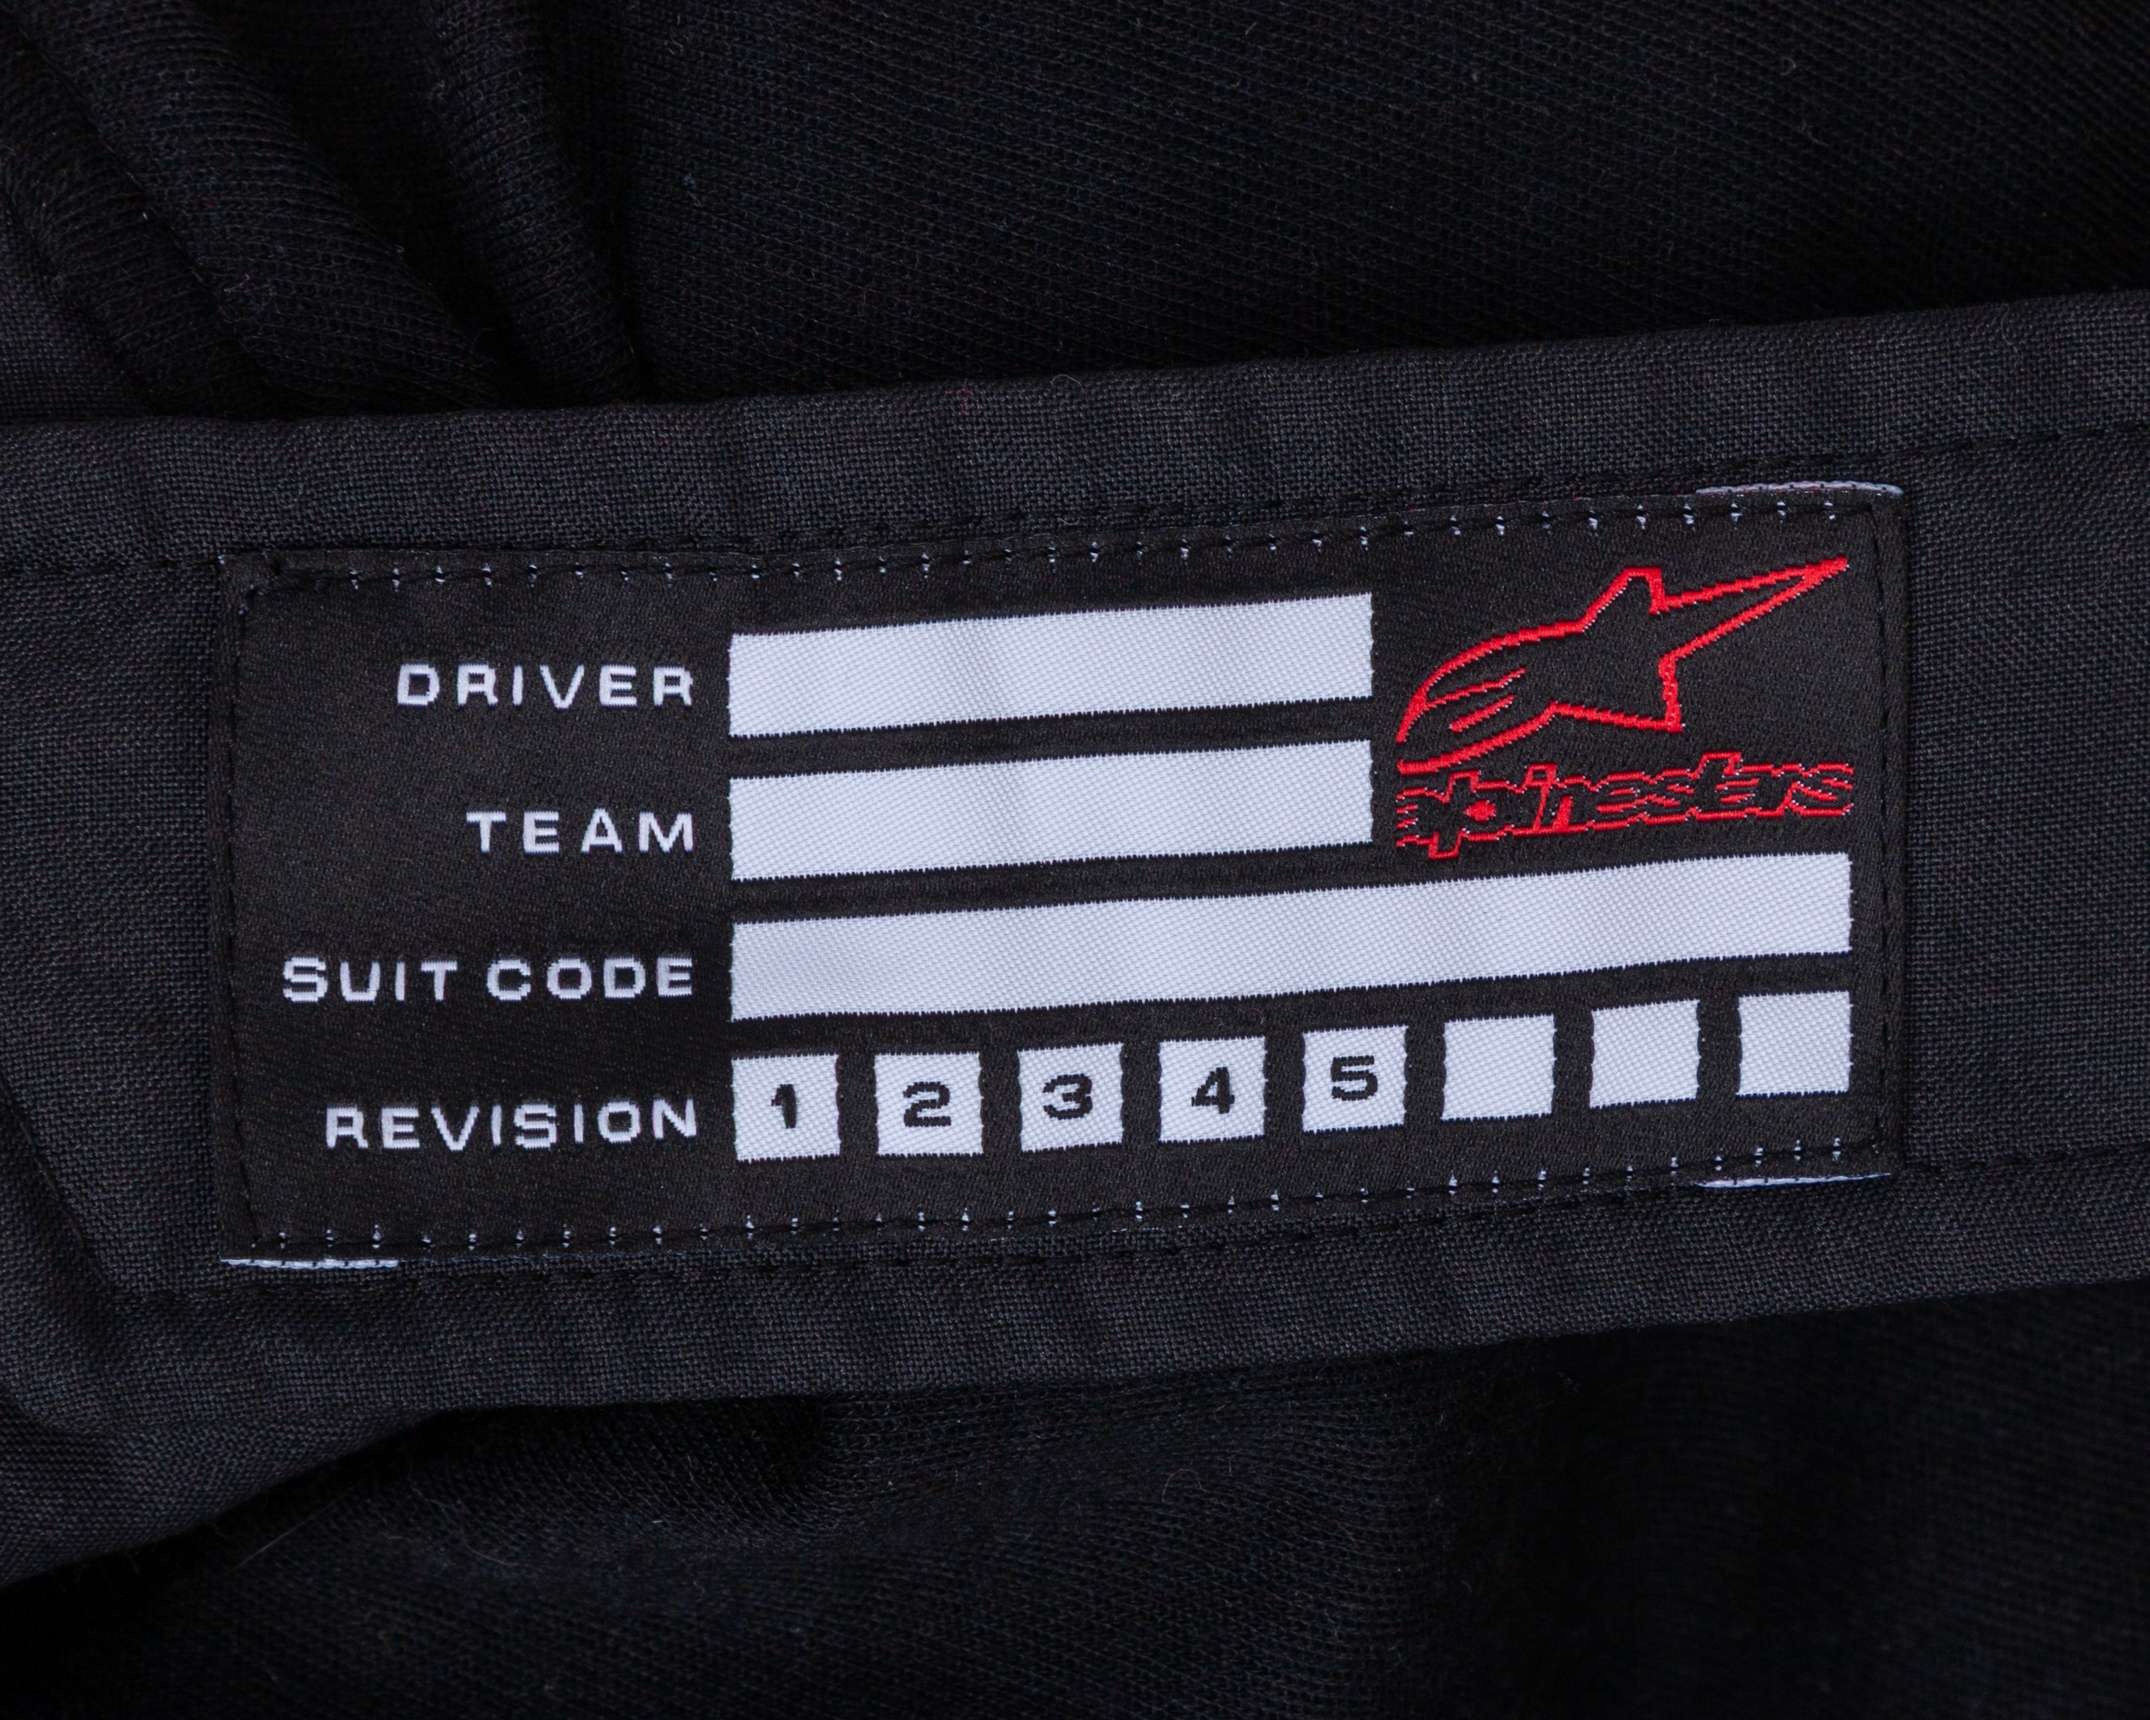 DRIVER
TEAM
alpinestars
SUIT CODE
REVISION 1 2 3 4 5